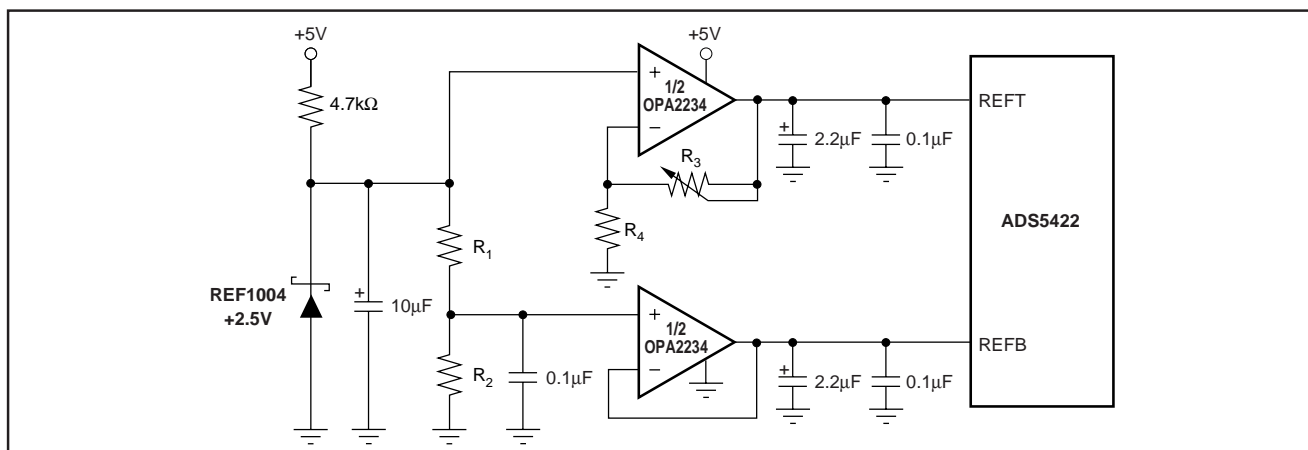 +5V
4.7kΩ
REF1004
+2.5V
+
10µF
R1
R2
0.1µF
+5V
+
1/2
OPA2234
–
R3
R4
+
2.2µF
0.1µF
REFT
+
1/2
OPA2234
–
+
2.2µF
0.1µF
REFB
ADS5422